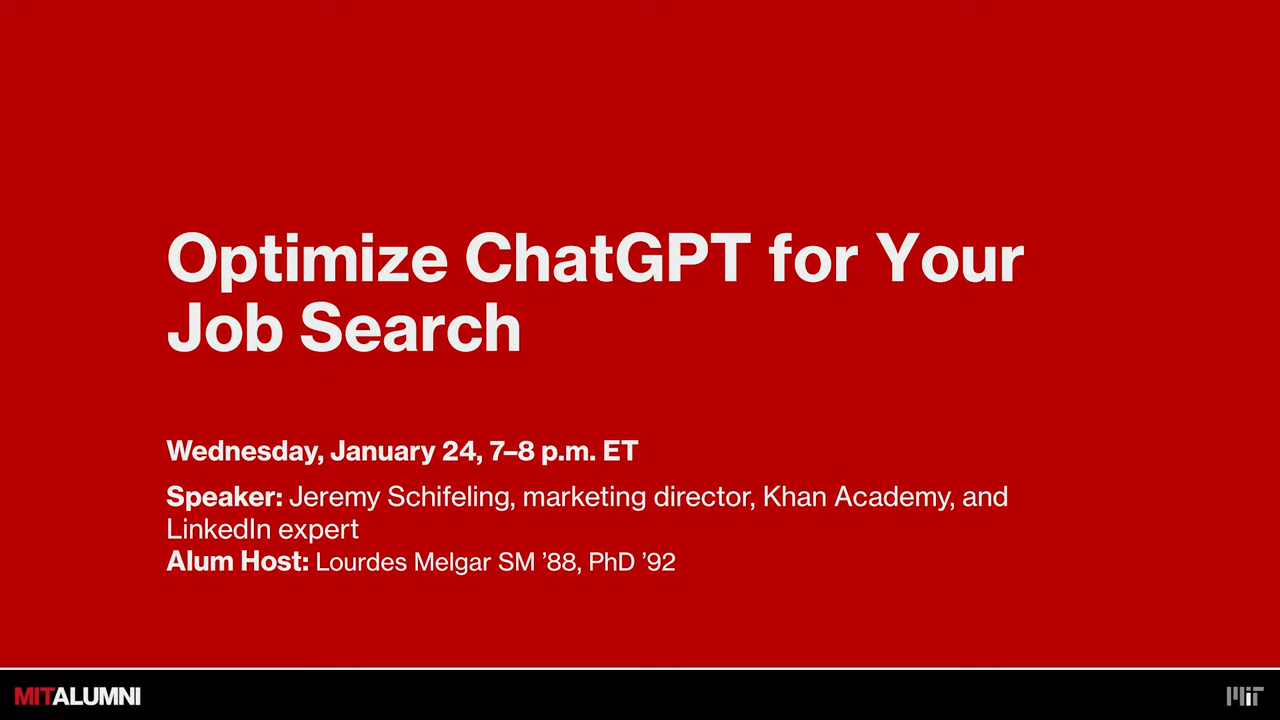 Optimize ChatGPT for Your
Job Search
Wednesday, January 24, 7–8 p.m. ET
Speaker: Jeremy Schifeling, marketing director, Khan Academy, and
LinkedIn expert
Alum Host: Lourdes Melgar SM ’88, PhD ’92
MITALUMNI
MIT